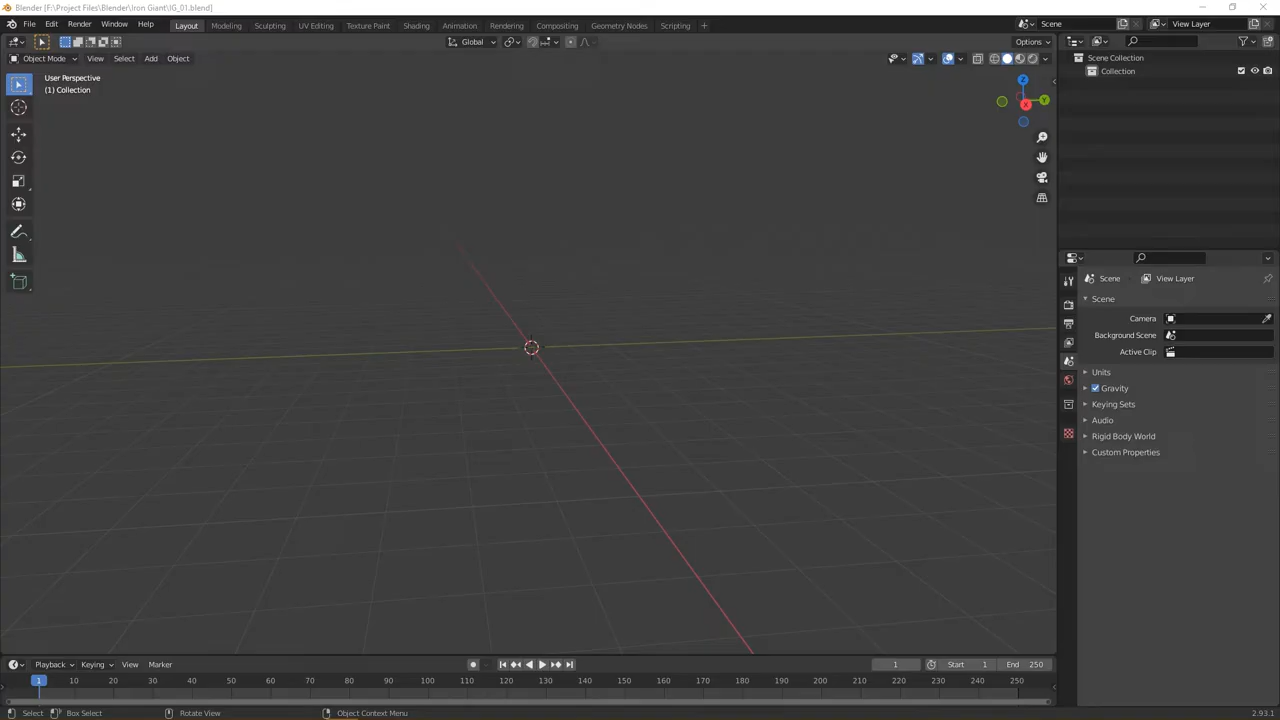 Blender [F:\Project Files\Blender\Iron Giant\IG_01.blend]
File Edit Render Window Help Layout Modeling Sculpting UV Editing Texture Paint Shading Animation Rendering Compositing Geometry Nodes Scripting + Scene View Layer
Global Options
Object Mode View Select Add Object
Scene Collection
Collection
User Perspective
(1) Collection
Z
Y
X
Scene View Layer
Scene
Camera
Background Scene
Active Clip
Units
Gravity
Keying Sets
Audio
Rigid Body World
Custom Properties
Playback Keying View Marker 1 Start 1 End 250
1 10 20 30 40 50 60 70 80 90 100 110 120 130 140 150 160 170 180 190 200 210 220 230 240 250
Select Box Select Rotate View Object Context Menu 2.93.1